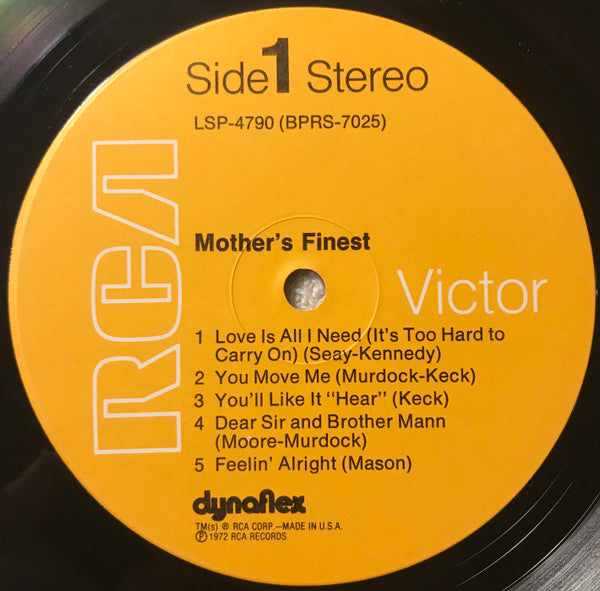 Side 1 Stereo
LSP-4790 (BPRS-7025)
RCA
Mother's Finest
Victor
1 Love Is All I Need (It's Too Hard to
Carry On) (Seay-Kennedy)
2 You Move Me (Murdock-Keck)
3 You'll Like It "Hear" (Keck)
4 Dear Sir and Brother Mann
(Moore-Murdock)
5 Feelin' Alright (Mason)
dynaflex
TM(s) ® RCA CORP.—MADE IN U.S.A.
℗ 1972 RCA RECORDS